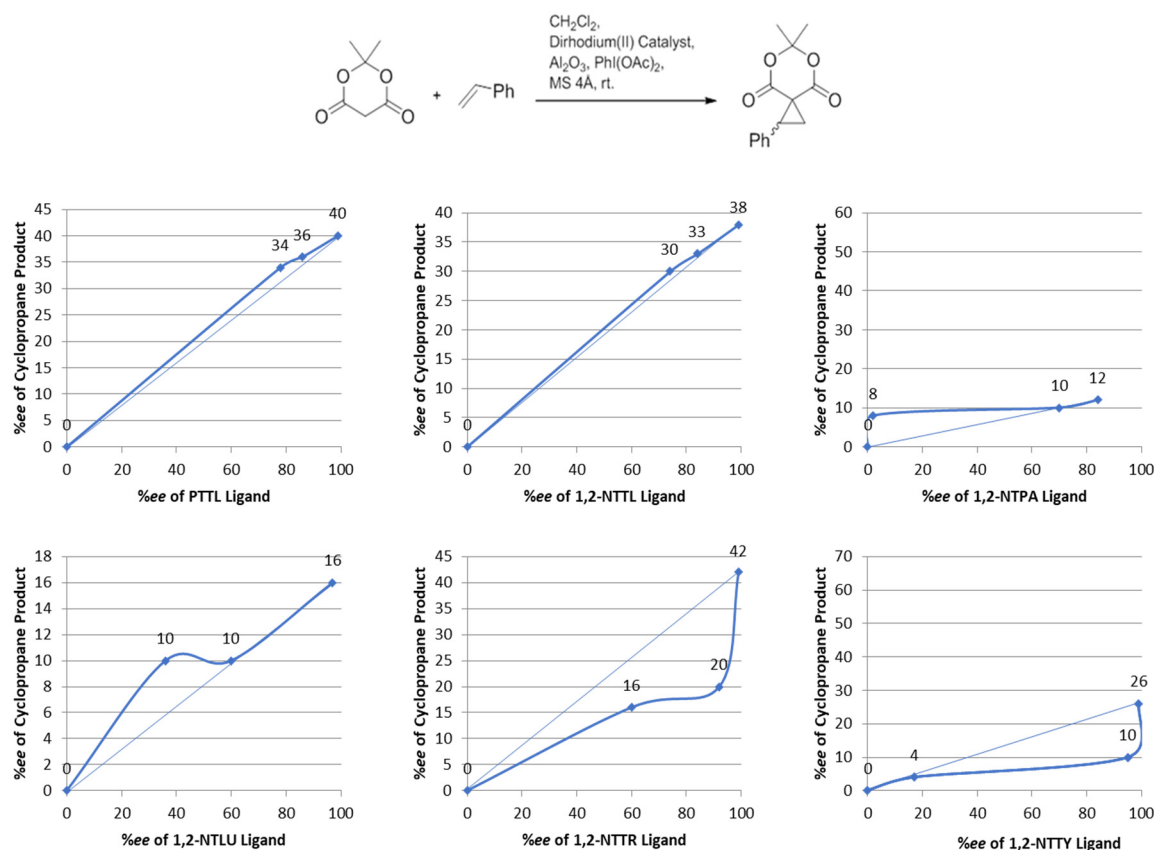 CH2Cl2,
Dirhodium(II) Catalyst,
Al2O3, PhI(OAc)2,
MS 4Å, rt.
O O
O O
+
Ph
O O
O O
Ph
%ee of Cyclopropane Product
45
40
35
30
25
20
15
10
5
0
0 34 36 40
0 20 40 60 80 100
%ee of PTTL Ligand
%ee of Cyclopropane Product
40
35
30
25
20
15
10
5
0
0 30 33 38
0 20 40 60 80 100
%ee of 1,2-NTTL Ligand
%ee of Cyclopropane Product
60
50
40
30
20
10
0
0 8 10 12
0 20 40 60 80 100
%ee of 1,2-NTPA Ligand
%ee of Cyclopropane Product
18
16
14
12
10
8
6
4
2
0
0 10 10 16
0 20 40 60 80 100
%ee of 1,2-NTLU Ligand
%ee of Cyclopropane Product
45
40
35
30
25
20
15
10
5
0
0 16 20 42
0 20 40 60 80 100
%ee of 1,2-NTTR Ligand
%ee of Cyclopropane Product
70
60
50
40
30
20
10
0
0 4 10 26
0 20 40 60 80 100
%ee of 1,2-NTTY Ligand